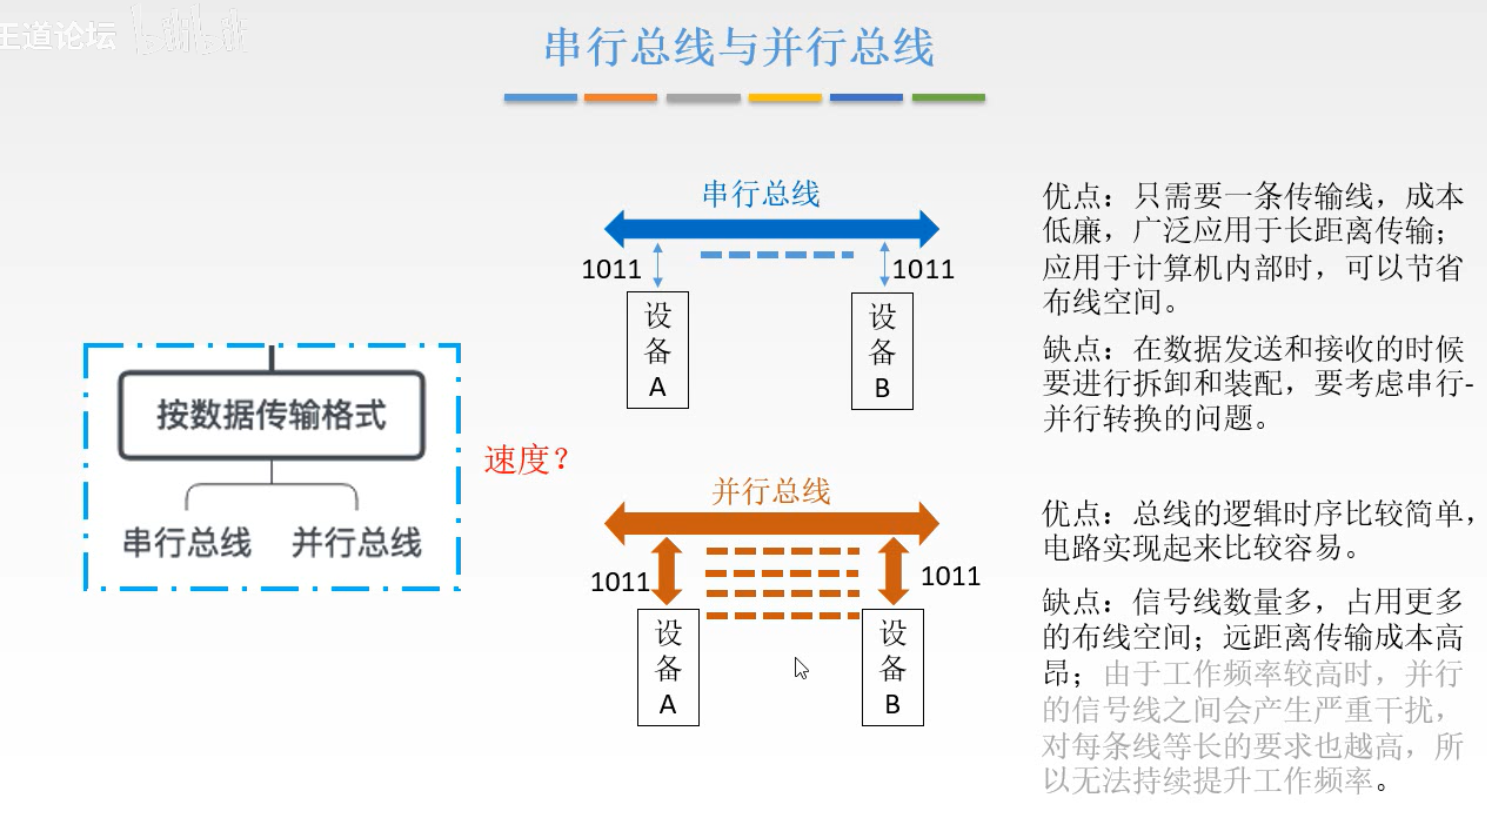 王道论坛 bilibili
串行总线与并行总线
串行总线
1011
1011
设
备
A
设
备
B
优点：只需要一条传输线，成本
低廉，广泛应用于长距离传输；
应用于计算机内部时，可以节省
布线空间。
缺点：在数据发送和接收的时候
要进行拆卸和装配，要考虑串行-
并行转换的问题。
按数据传输格式
串行总线 并行总线
速度？
并行总线
1011
1011
设
备
A
设
备
B
优点：总线的逻辑时序比较简单，
电路实现起来比较容易。
缺点：信号线数量多，占用更多
的布线空间；远距离传输成本高
昂；由于工作频率较高时，并行
的信号线之间会产生严重干扰，
对每条线等长的要求也越高，所
以无法持续提升工作频率。